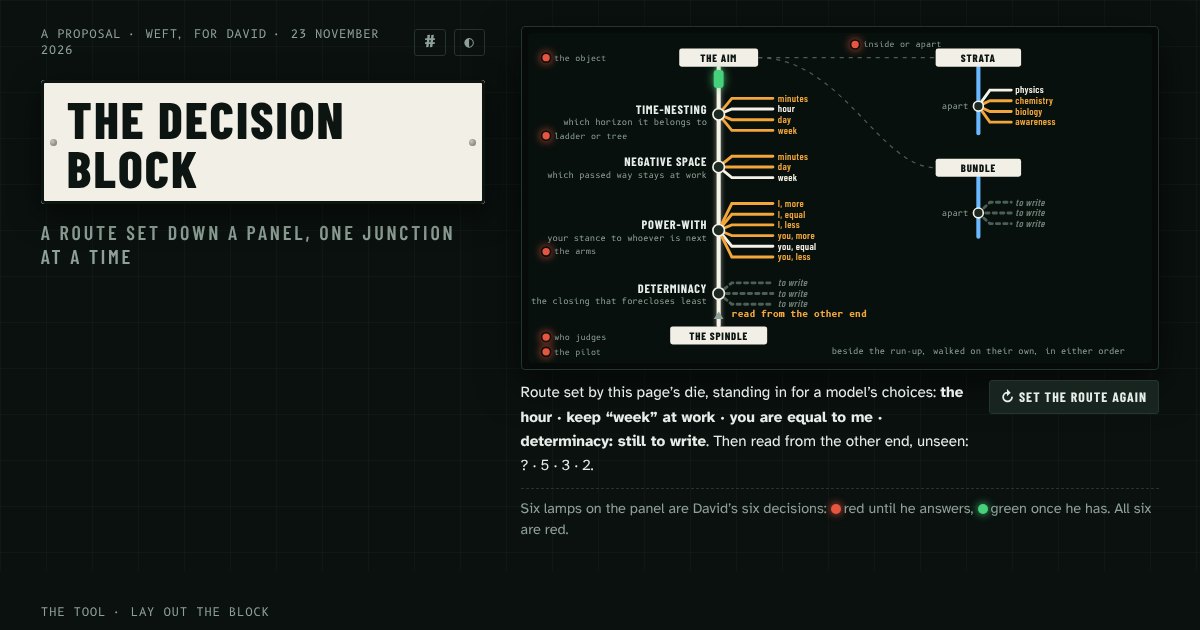 A PROPOSAL · WEFT, FOR DAVID · 23 NOVEMBER
2026
#
THE DECISION
BLOCK
A ROUTE SET DOWN A PANEL, ONE JUNCTION
AT A TIME
the object
THE AIM
inside or apart
STRATA
TIME-NESTING
which horizon it belongs to
ladder or tree
minutes
hour
day
week
apart
physics
chemistry
biology
awareness
NEGATIVE SPACE
which passed way stays at work
minutes
day
week
BUNDLE
apart
to write
to write
to write
POWER-WITH
your stance to whoever is next
the arms
I, more
I, equal
I, less
you, more
you, equal
you, less
DETERMINACY
the closing that forecloses least
to write
to write
to write
read from the other end
who judges
the pilot
THE SPINDLE
beside the run-up, walked on their own, in either order
Route set by this page's die, standing in for a model's choices: the
hour · keep “week” at work · you are equal to me ·
determinacy: still to write. Then read from the other end, unseen:
? · 5 · 3 · 2.
↻ SET THE ROUTE AGAIN
Six lamps on the panel are David's six decisions: red until he answers, green once he has. All six
are red.
THE TOOL · LAY OUT THE BLOCK